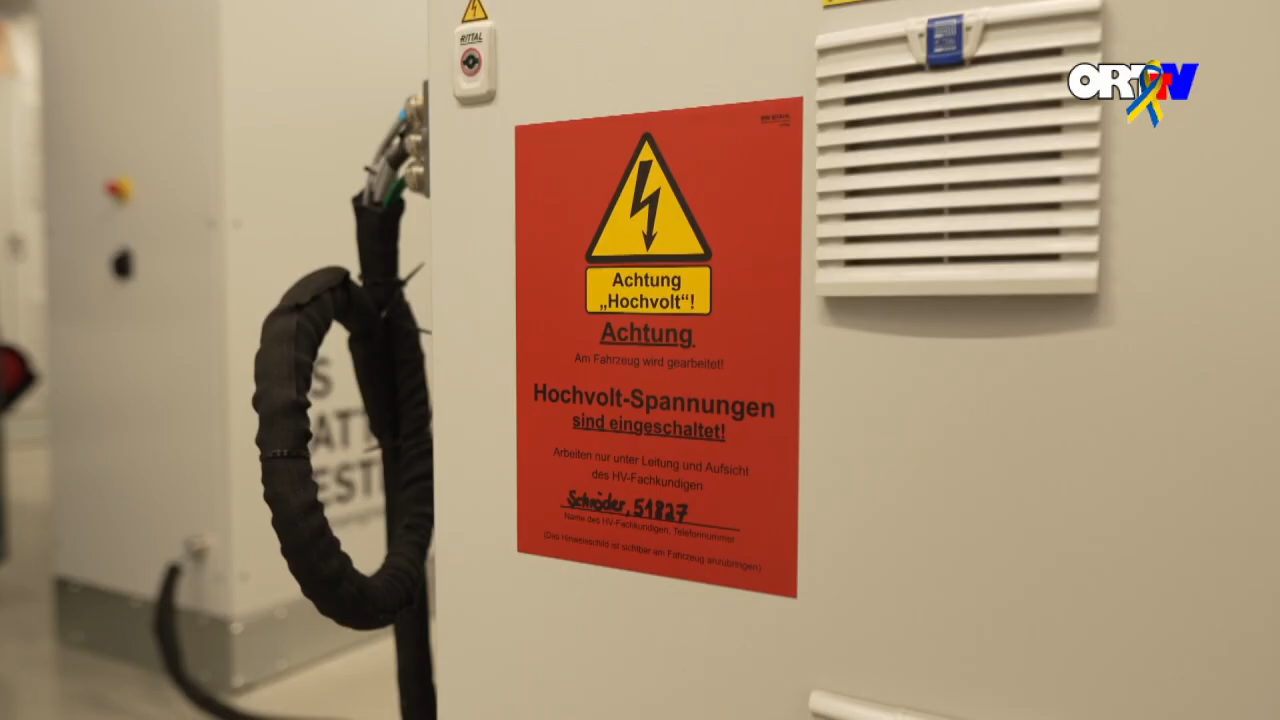 RITTAL
ORTTV
Achtung
„Hochvolt“!
Achtung
Am Fahrzeug wird gearbeitet!
Hochvolt-Spannungen
sind eingeschaltet!
Arbeiten nur unter Leitung und Aufsicht
des HV-Fachkundigen
Schröder, 51827
Name des HV-Fachkundigen, Telefonnummer
(Das Hinweisschild ist sichtbar am Fahrzeug anzubringen)